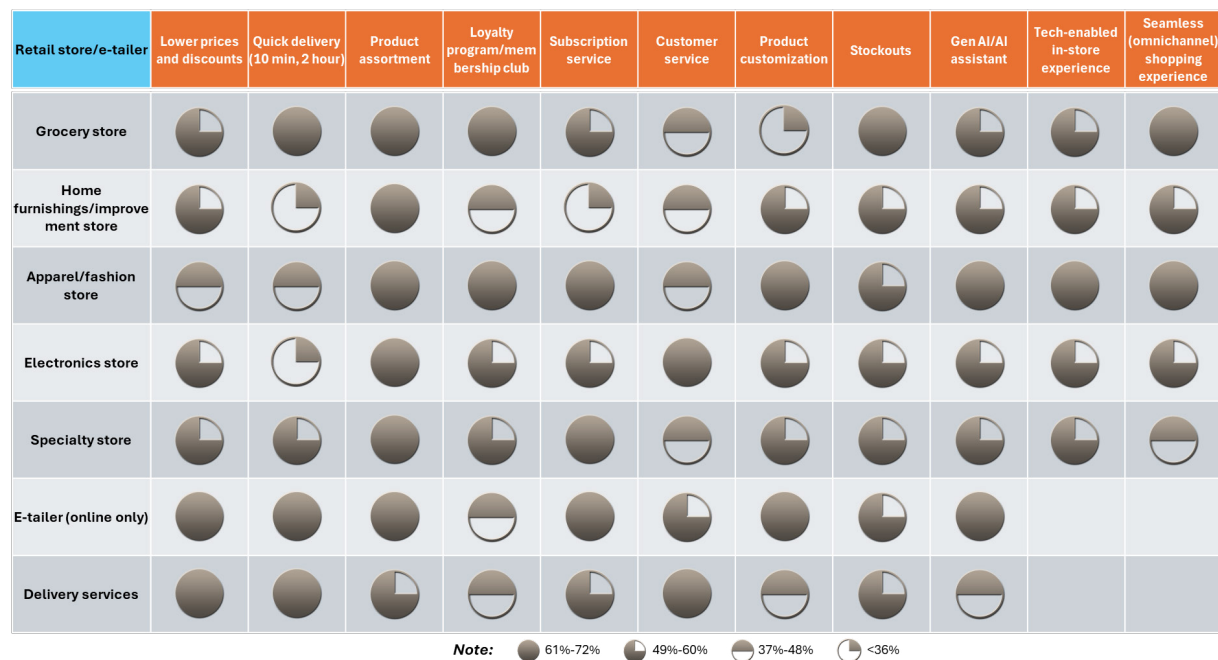 Retail store/e-tailer
Lower prices
and discounts
Quick delivery
(10 min, 2 hour)
Product
assortment
Loyalty
program/mem
bership club
Subscription
service
Customer
service
Product
customization
Stockouts
Gen AI/AI
assistant
Tech-enabled
in-store
experience
Seamless
(omnichannel)
shopping
experience
Grocery store
Home
furnishings/improve
ment store
Apparel/fashion
store
Electronics store
Specialty store
E-tailer (online only)
Delivery services
Note: 61%-72% 49%-60% 37%-48% <36%